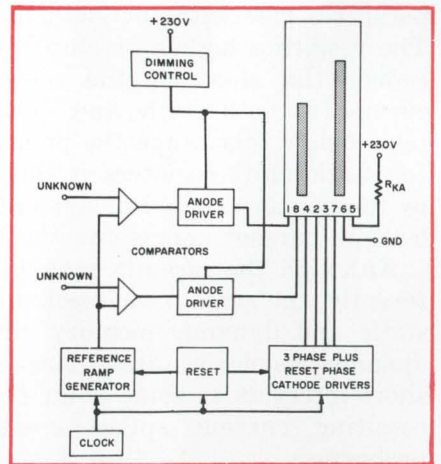 +230V
DIMMING
CONTROL
+230V
R_KA
UNKNOWN
ANODE
DRIVER
1 8 4 2 3 7 6 5
GND
COMPARATORS
UNKNOWN
ANODE
DRIVER
REFERENCE
RAMP
GENERATOR
RESET
3 PHASE PLUS
RESET PHASE
CATHODE DRIVERS
CLOCK